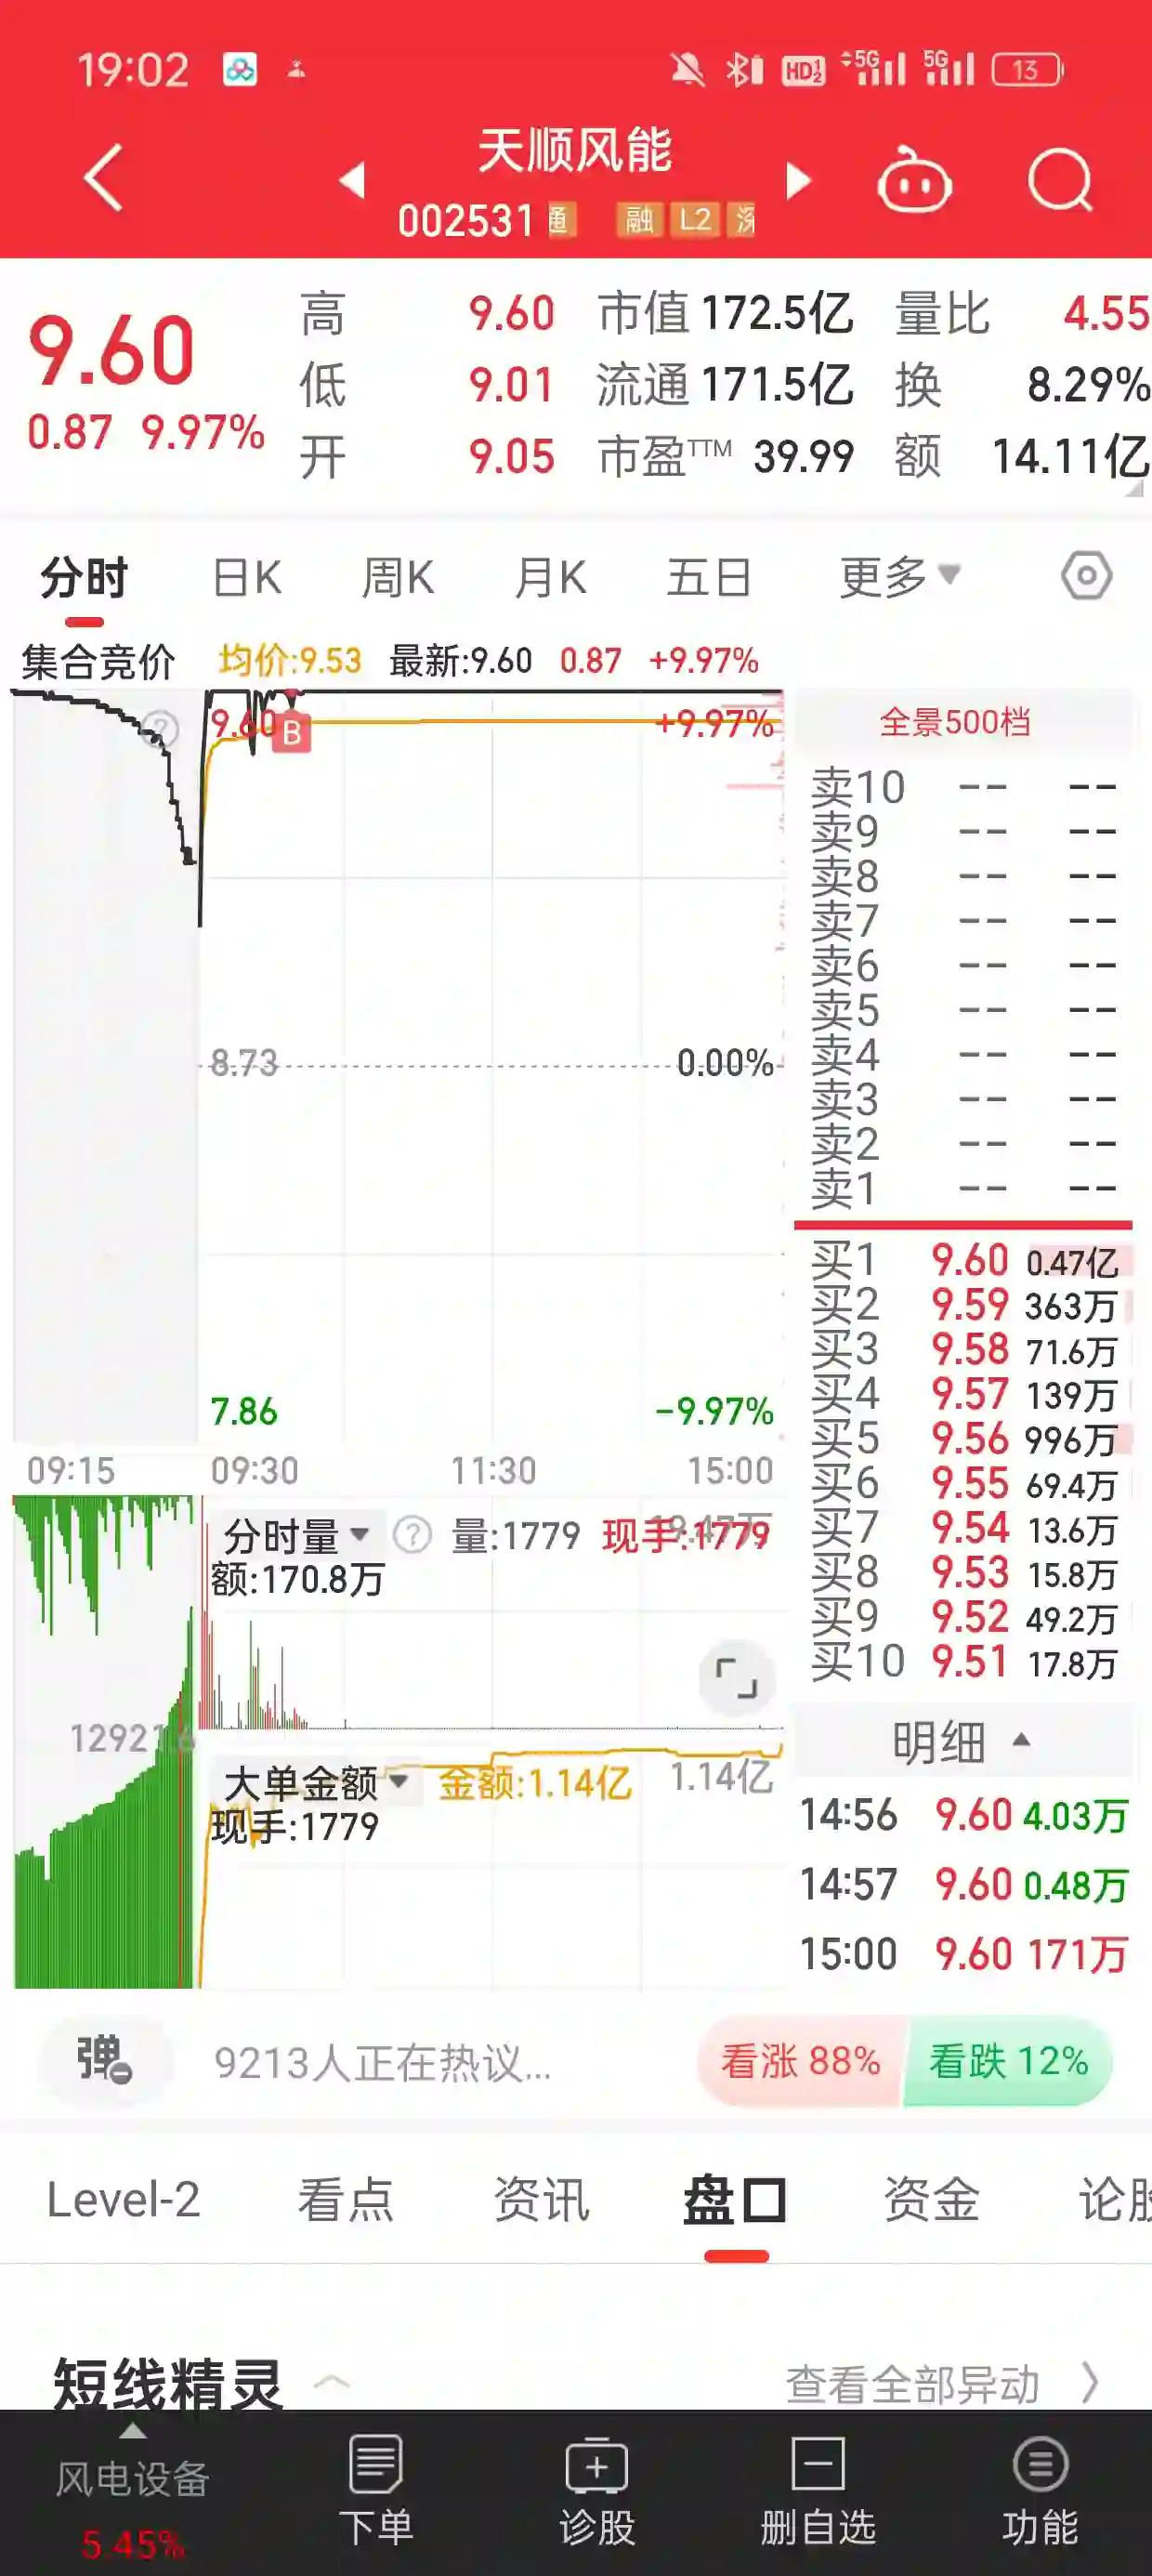 19:02 HD 1 2 5G 5G 13
天顺风能
002531 通 融 L2 深
9.60
0.87 9.97%
高 9.60 市值 172.5亿 量比 4.55
低 9.01 流通 171.5亿 换 8.29%
开 9.05 市盈TTM 39.99 额 14.11亿
分时 日K 周K 月K 五日 更多
集合竞价 均价:9.53 最新:9.60 0.87 +9.97%
9.60 B +9.97%
8.73 0.00%
7.86 -9.97%
09:15 09:30 11:30 15:00
分时量 ? 量:1779 现手:1779
额:170.8万
大单金额 金额:1.14亿 1.14亿
现手:1779
全景500档
卖10 -- --
卖9 -- --
卖8 -- --
卖7 -- --
卖6 -- --
卖5 -- --
卖4 -- --
卖3 -- --
卖2 -- --
卖1 -- --
买1 9.60 0.47亿
买2 9.59 363万
买3 9.58 71.6万
买4 9.57 139万
买5 9.56 996万
买6 9.55 69.4万
买7 9.54 13.6万
买8 9.53 15.8万
买9 9.52 49.2万
买10 9.51 17.8万
明细
14:56 9.60 4.03万
14:57 9.60 0.48万
15:00 9.60 171万
弹 9213人正在热议... 看涨 88% 看跌 12%
Level-2 看点 资讯 盘口 资金 论股
短线精灵 查看全部异动
风电设备
5.45%
下单 诊股 删自选 功能